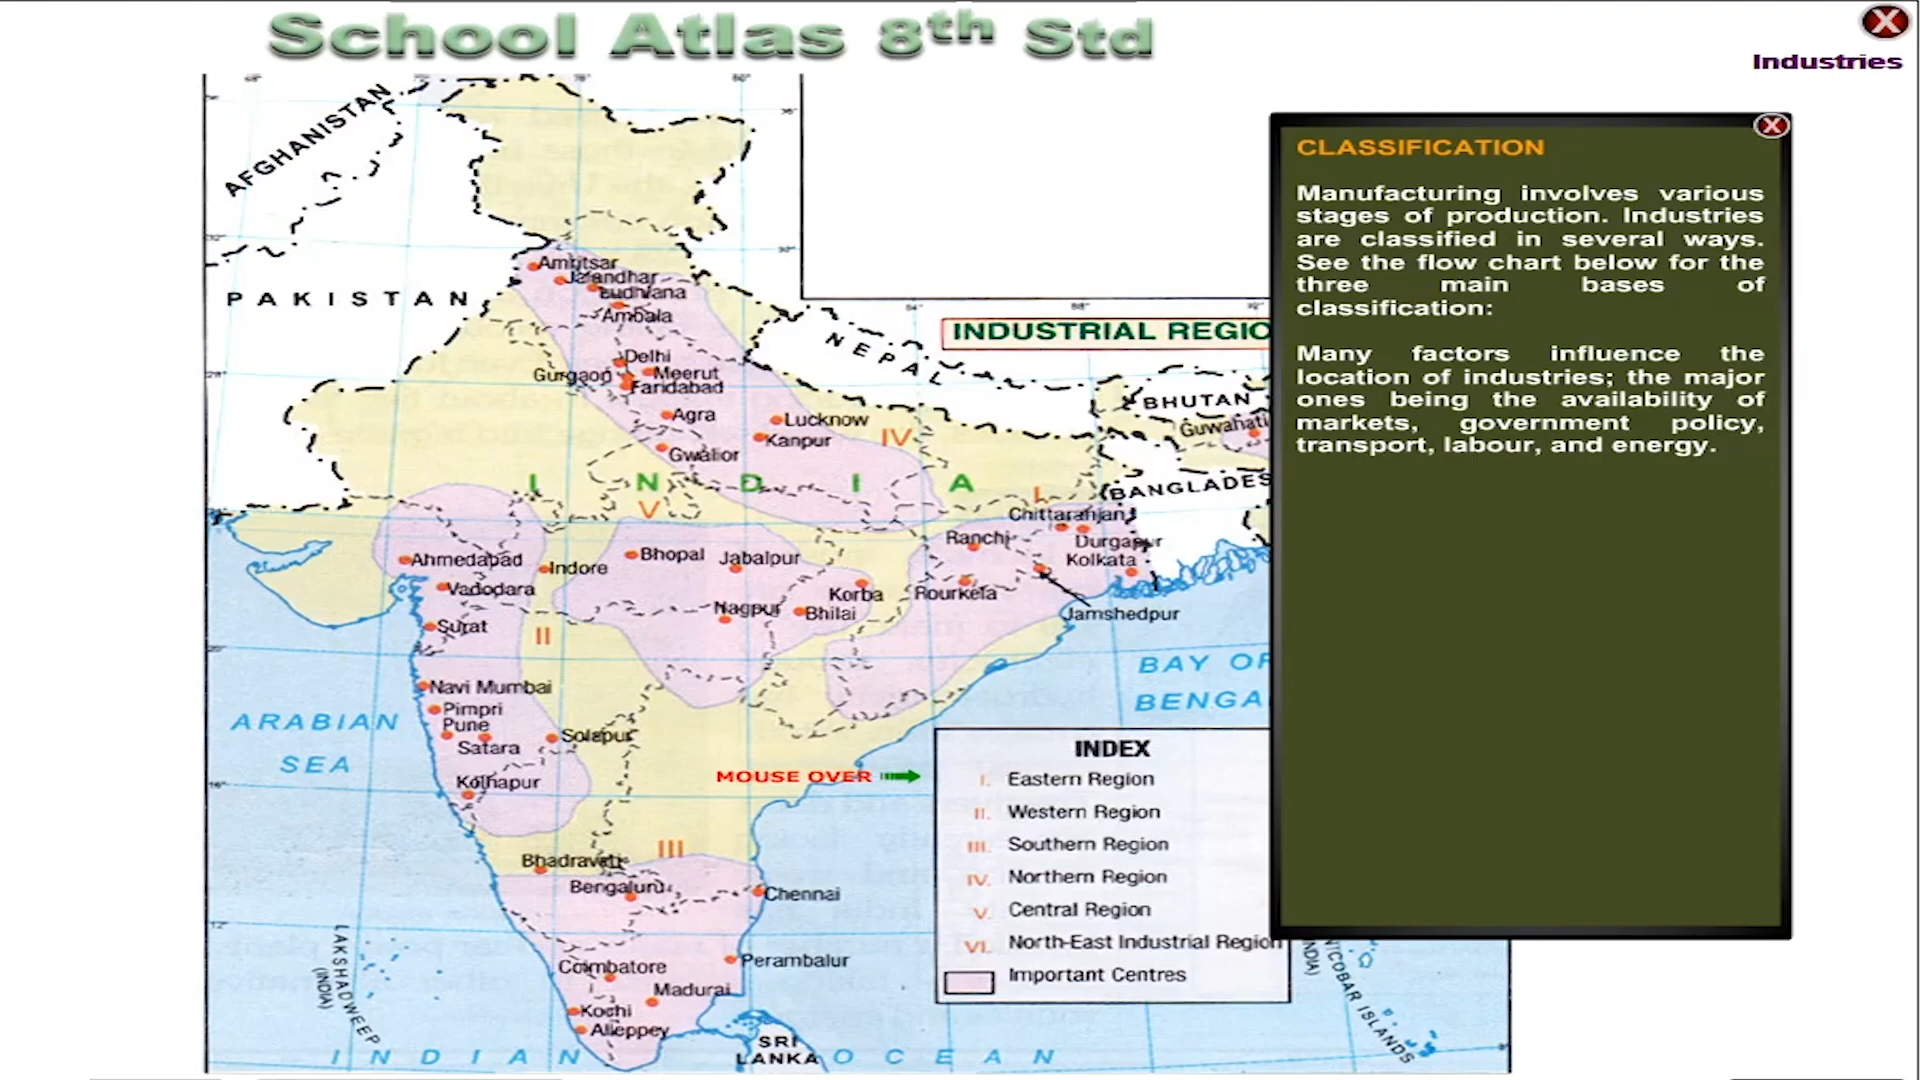 School Atlas 8th Std
Industries
AFGHANISTAN
PAKISTAN
Amritsar
Jalandhar
Ludhiana
Ambala
Delhi
Gurgaon
Meerut
Faridabad
Agra
Lucknow
Kanpur
Gwalior
IV
INDUSTRIAL REGIO
NEPAL
BHUTAN
Guwahati
INDIA
V
I
BANGLADES
Chittaranjan
Ranchi
Durgapur
Kolkata
Ahmedabad
Indore
Bhopal
Jabalpur
Vadodara
Korba
Rourkela
Nagpur
Bhilai
Jamshedpur
Surat
II
Navi Mumbai
Pimpri
Pune
Satara
Solapur
Kolhapur
ARABIAN
SEA
BAY OF
BENGA
MOUSE OVER
III
Bhadravati
Bengaluru
Chennai
Coimbatore
Perambalur
Madurai
Kochi
Alleppey
LAKSHADWEEP
(INDIA)
SRI
LANKA
INDIAN OCEAN
NICOBAR ISLANDS
INDIA)
INDEX
I. Eastern Region
II. Western Region
III. Southern Region
IV. Northern Region
V. Central Region
VI. North-East Industrial Region
Important Centres
CLASSIFICATION
Manufacturing involves various
stages of production. Industries
are classified in several ways.
See the flow chart below for the
three main bases of
classification:
Many factors influence the
location of industries; the major
ones being the availability of
markets, government policy,
transport, labour, and energy.